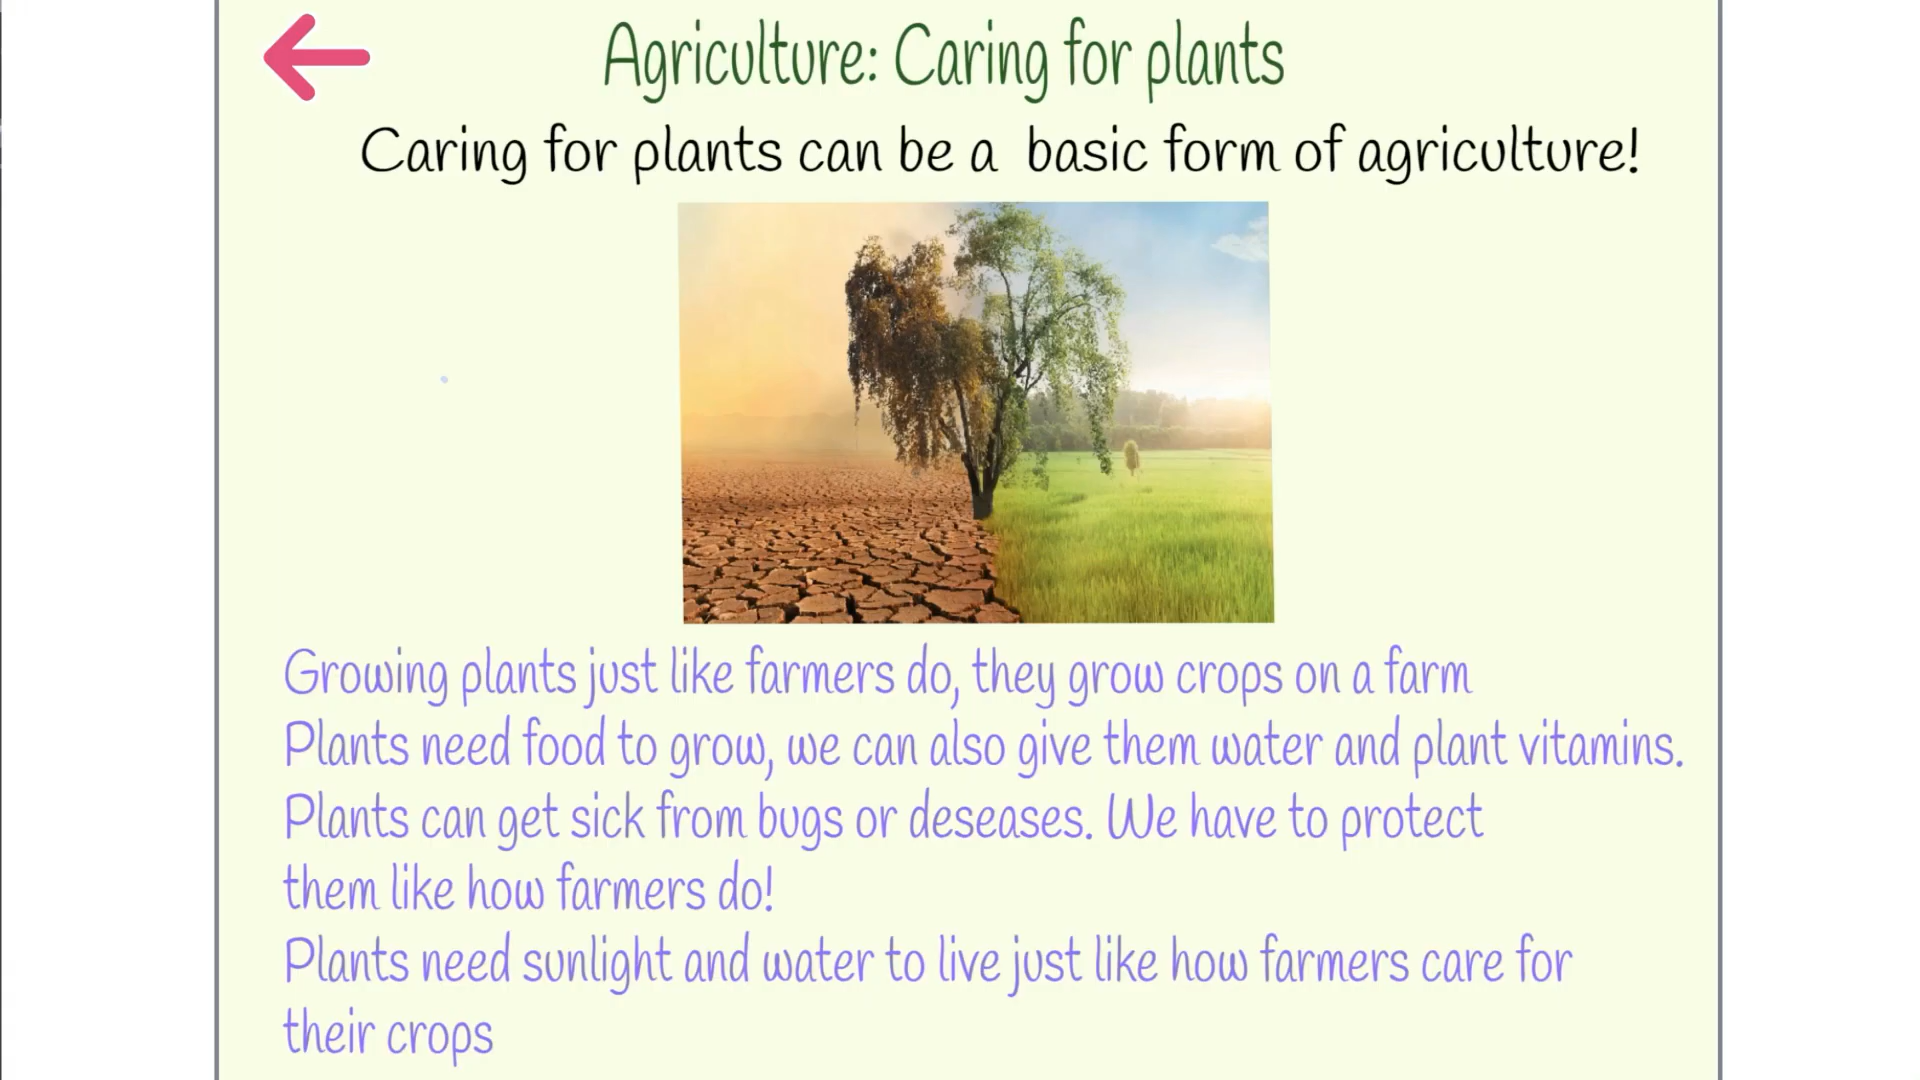 Agriculture: Caring for plants
Caring for plants can be a basic form of agriculture!
Growing plants just like farmers do, they grow crops on a farm
Plants need food to grow, we can also give them water and plant vitamins.
Plants can get sick from bugs or deseases. We have to protect
them like how farmers do!
Plants need sunlight and water to live just like how farmers care for
their crops